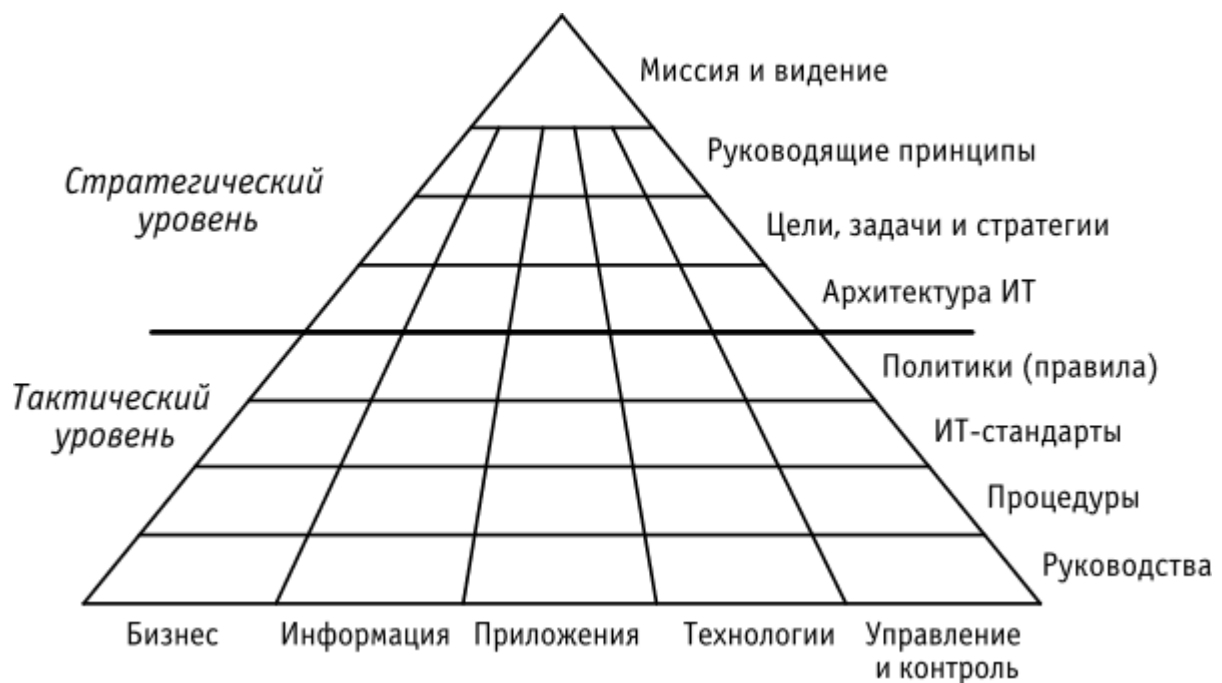 Миссия и видение
Руководящие принципы
Стратегический
уровень
Цели, задачи и стратегии
Архитектура ИТ
Политики (правила)
Тактический
уровень
ИТ-стандарты
Процедуры
Руководства
Бизнес
Информация
Приложения
Технологии
Управление
и контроль